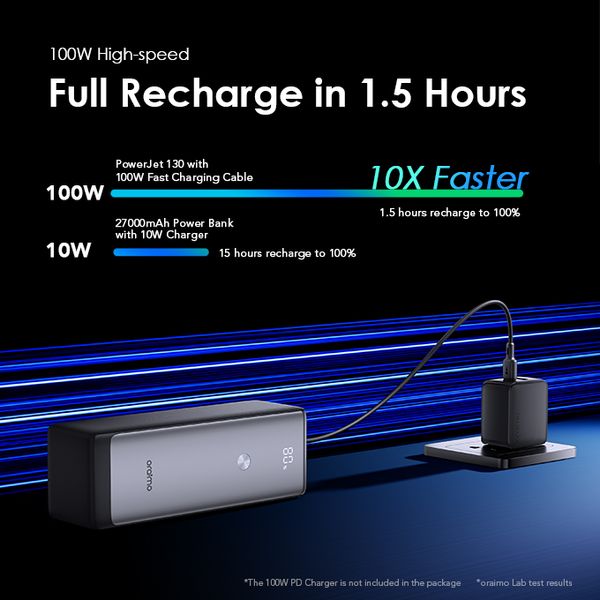 100W High-speed
Full Recharge in 1.5 Hours
PowerJet 130 with
100W Fast Charging Cable
10X Faster
100W
1.5 hours recharge to 100%
27000mAh Power Bank
with 10W Charger
10W
15 hours recharge to 100%
80%
oraimo
*The 100W PD Charger is not included in the package
*oraimo Lab test results